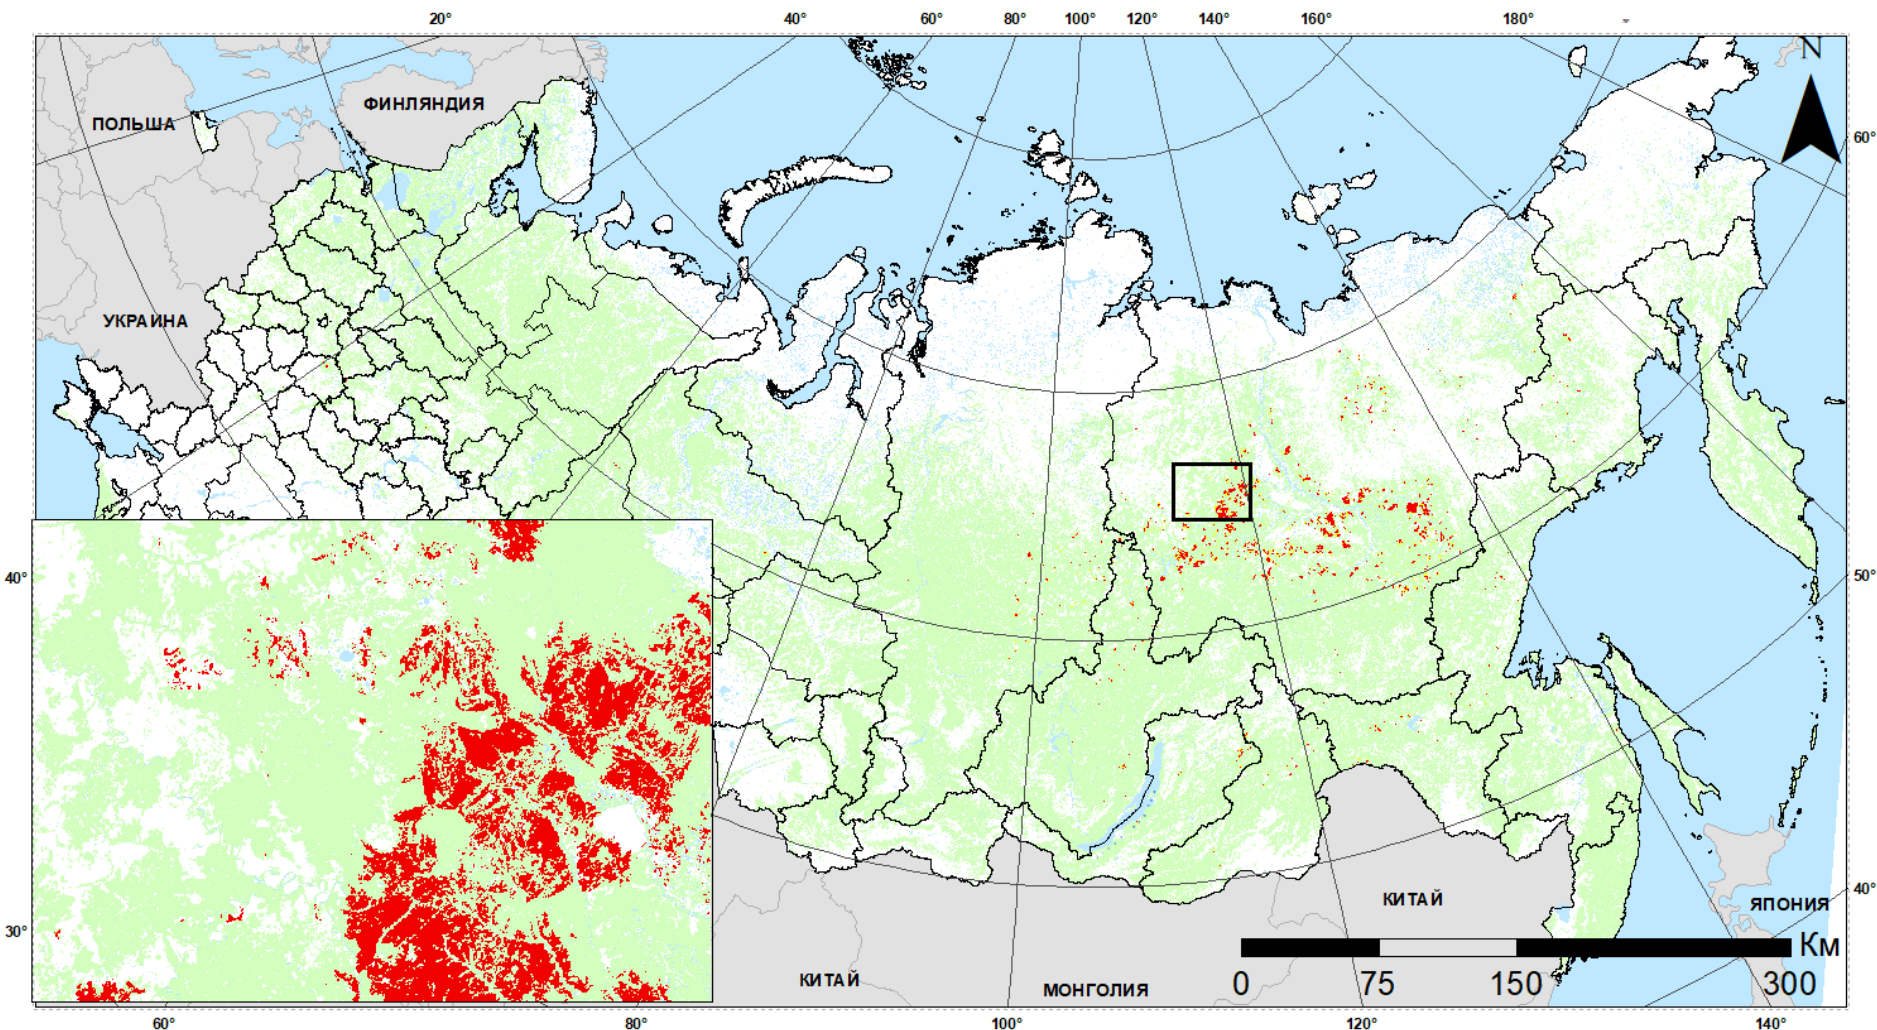 20° 40° 60° 80° 100° 120° 140° 160° 180°
N
ФИНЛЯНДИЯ
ПОЛЬША
60°
УКРАИНА
40°
50°
КИТАЙ
40°
ЯПОНИЯ
30°
Км
КИТАЙ
МОНГОЛИЯ
0 75 150 300
60° 80° 100° 120° 140°